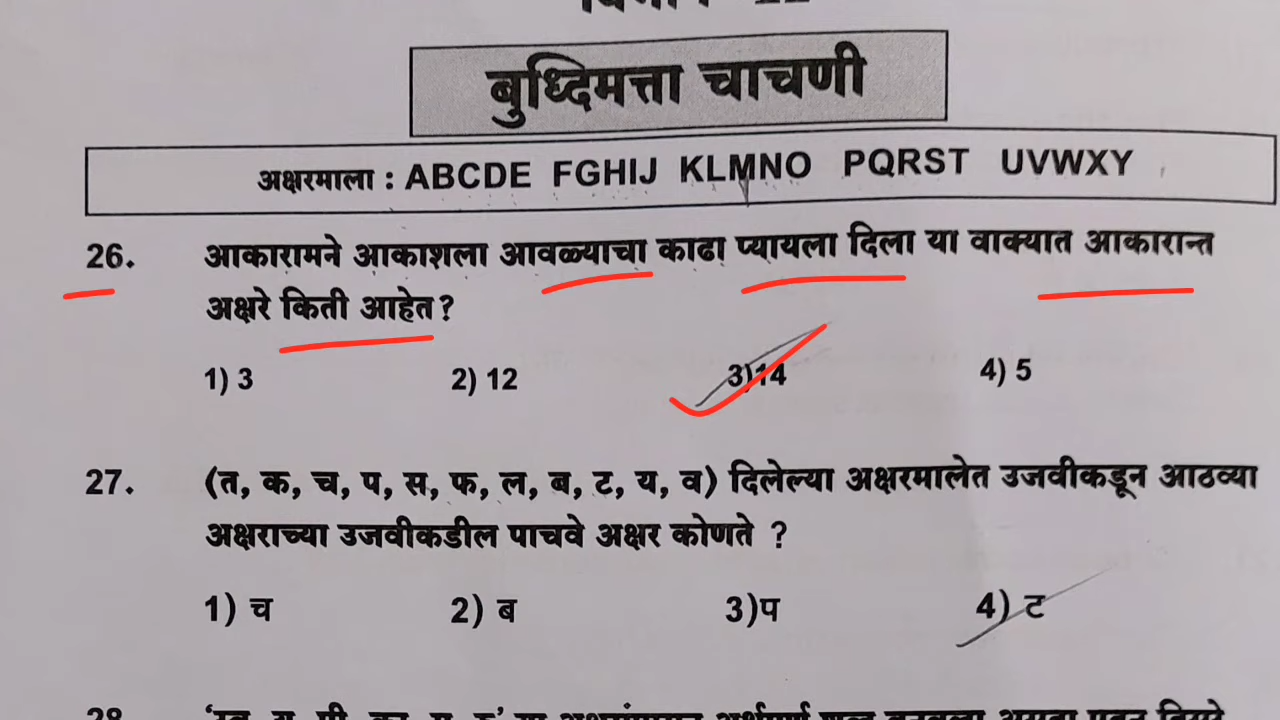 बुध्दिमत्ता चाचणी
अक्षरमाला : ABCDE FGHIJ KLMNO PQRST UVWXY
26. आकारामने आकाशला आवळ्याचा काढा प्यायला दिला या वाक्यात आकारान्त
अक्षरे किती आहेत?
1) 3 2) 12 3)14 4) 5
27. (त, क, च, प, स, फ, ल, ब, ट, य, व) दिलेल्या अक्षरमालेत उजवीकडून आठव्या
अक्षराच्या उजवीकडील पाचवे अक्षर कोणते ?
1) च 2) ब 3)प 4) ट
28.